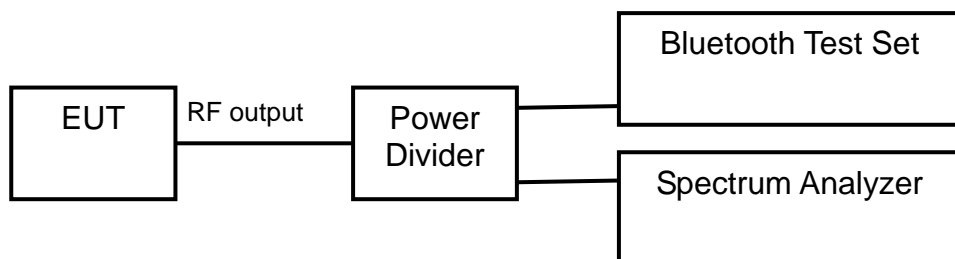 EUT
RF output
Power
Divider
Bluetooth Test Set
Spectrum Analyzer